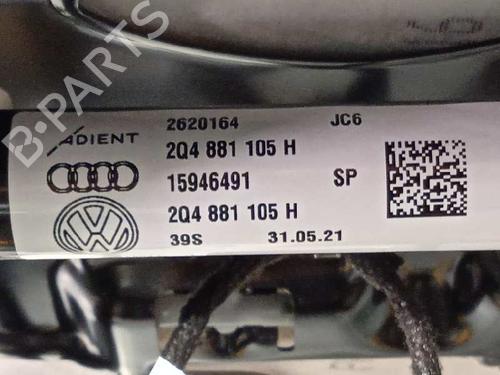 B-PARTS
ADIENT 2620164 JC6
2Q4 881 105 H
15946491 SP
2Q4 881 105 H
39S 31.05.21